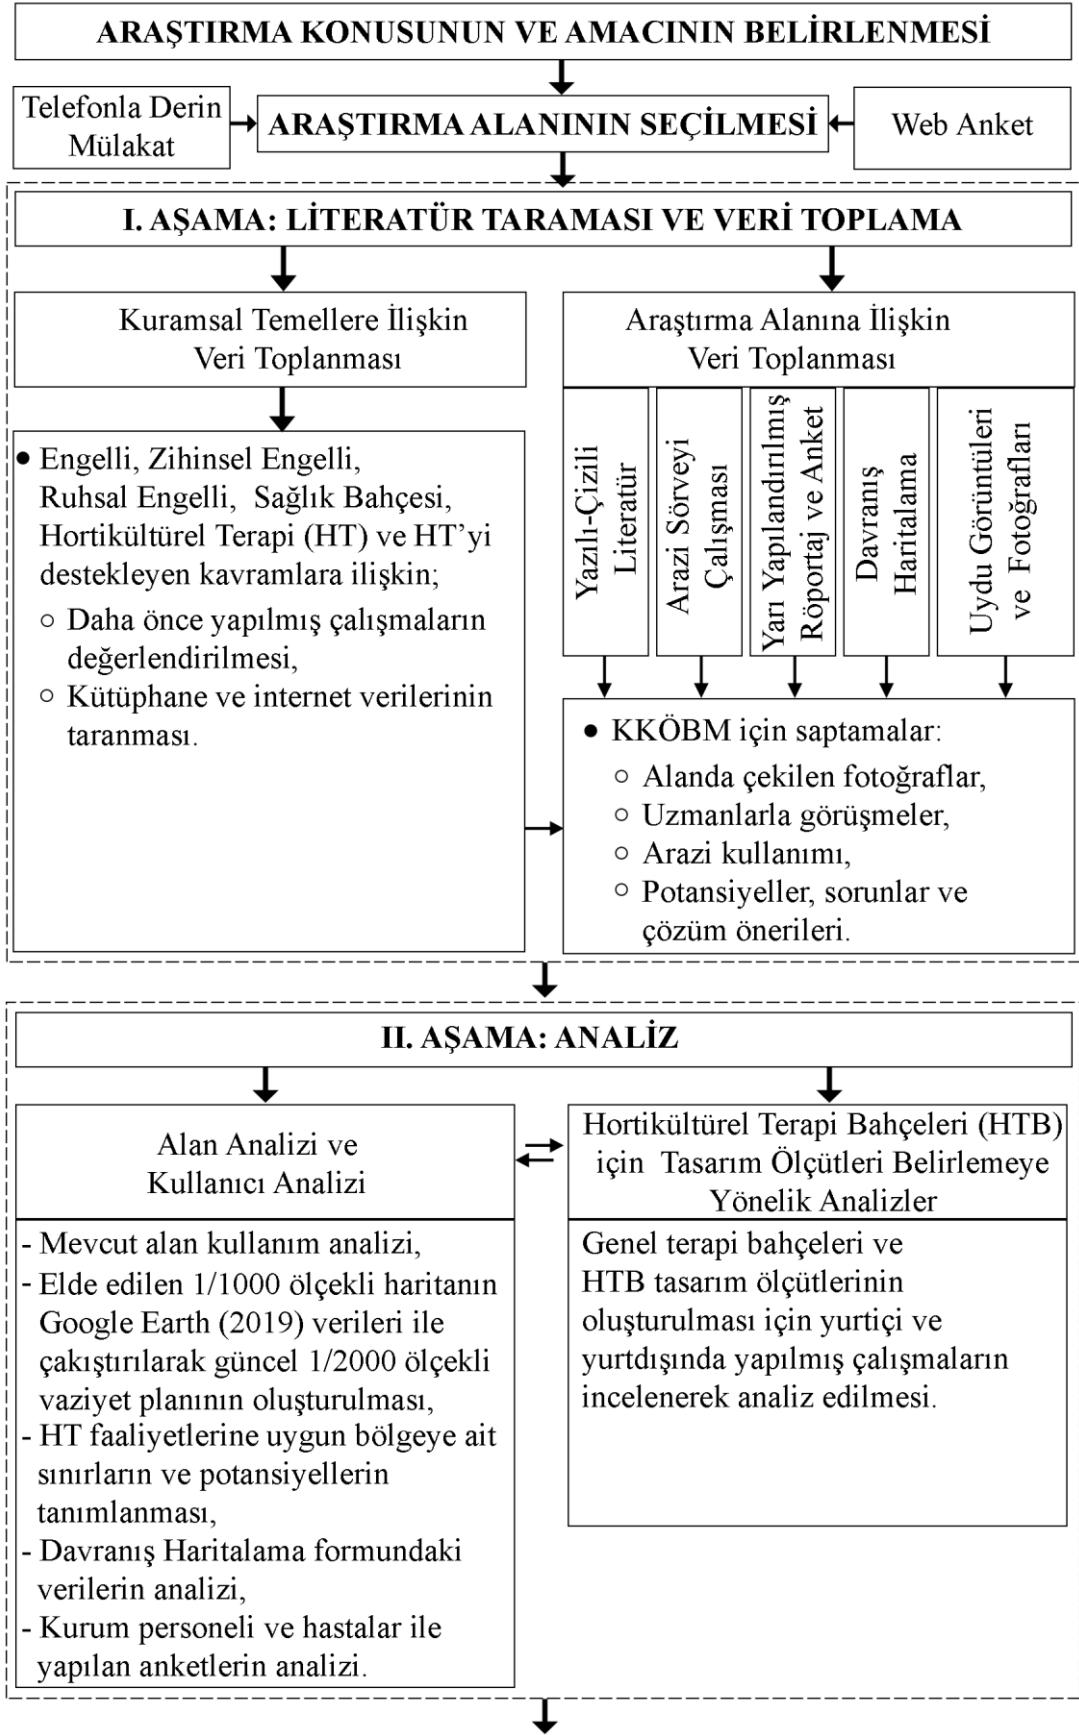 ARAŞTIRMA KONUSUNUN VE AMACININ BELİRLENMESİ
Telefonla Derin
Mülakat
ARAŞTIRMA ALANININ SEÇİLMESİ
Web Anket
I. AŞAMA: LİTERATÜR TARAMASI VE VERİ TOPLAMA
Kuramsal Temellere İlişkin
Veri Toplanması
● Engelli, Zihinsel Engelli,
Ruhsal Engelli, Sağlık Bahçesi,
Hortikültürel Terapi (HT) ve HT’yi
destekleyen kavramlara ilişkin;
○ Daha önce yapılmış çalışmaların
değerlendirilmesi,
○ Kütüphane ve internet verilerinin
taranması.
Araştırma Alanına İlişkin
Veri Toplanması
Yazılı-Çizili
Literatür
Arazi Sörveyi
Çalışması
Yarı Yapılandırılmış
Röportaj ve Anket
Davranış
Haritalama
Uydu Görüntüleri
ve Fotoğrafları
● KKÖBM için saptamalar:
○ Alanda çekilen fotoğraflar,
○ Uzmanlarla görüşmeler,
○ Arazi kullanımı,
○ Potansiyeller, sorunlar ve
çözüm önerileri.
II. AŞAMA: ANALİZ
Alan Analizi ve
Kullanıcı Analizi
- Mevcut alan kullanım analizi,
- Elde edilen 1/1000 ölçekli haritanın
Google Earth (2019) verileri ile
çakıştırılarak güncel 1/2000 ölçekli
vaziyet planının oluşturulması,
- HT faaliyetlerine uygun bölgeye ait
sınırların ve potansiyellerin
tanımlanması,
- Davranış Haritalama formundaki
verilerin analizi,
- Kurum personeli ve hastalar ile
yapılan anketlerin analizi.
Hortikültürel Terapi Bahçeleri (HTB)
için Tasarım Ölçütleri Belirlemeye
Yönelik Analizler
Genel terapi bahçeleri ve
HTB tasarım ölçütlerinin
oluşturulması için yurtiçi ve
yurtdışında yapılmış çalışmaların
incelenerek analiz edilmesi.